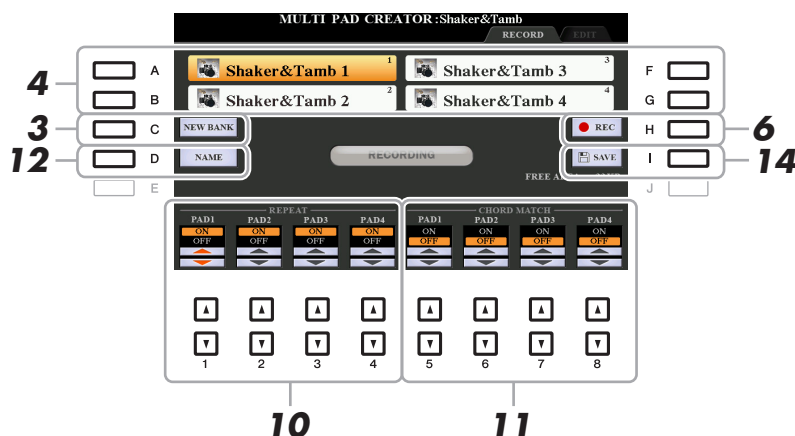 MULTI PAD CREATOR :Shaker&Tamb
RECORD EDIT
4 A Shaker&Tamb 1 1 Shaker&Tamb 3 3 F
B Shaker&Tamb 2 2 Shaker&Tamb 4 4 G
3 C NEW BANK REC H 6
12 D NAME RECORDING SAVE I 14
E FREE J
REPEAT CHORD MATCH
PAD1 PAD2 PAD3 PAD4 PAD1 PAD2 PAD3 PAD4
ON ON ON ON ON ON ON ON
OFF OFF OFF OFF OFF OFF OFF OFF
1 2 3 4 5 6 7 8
10 11